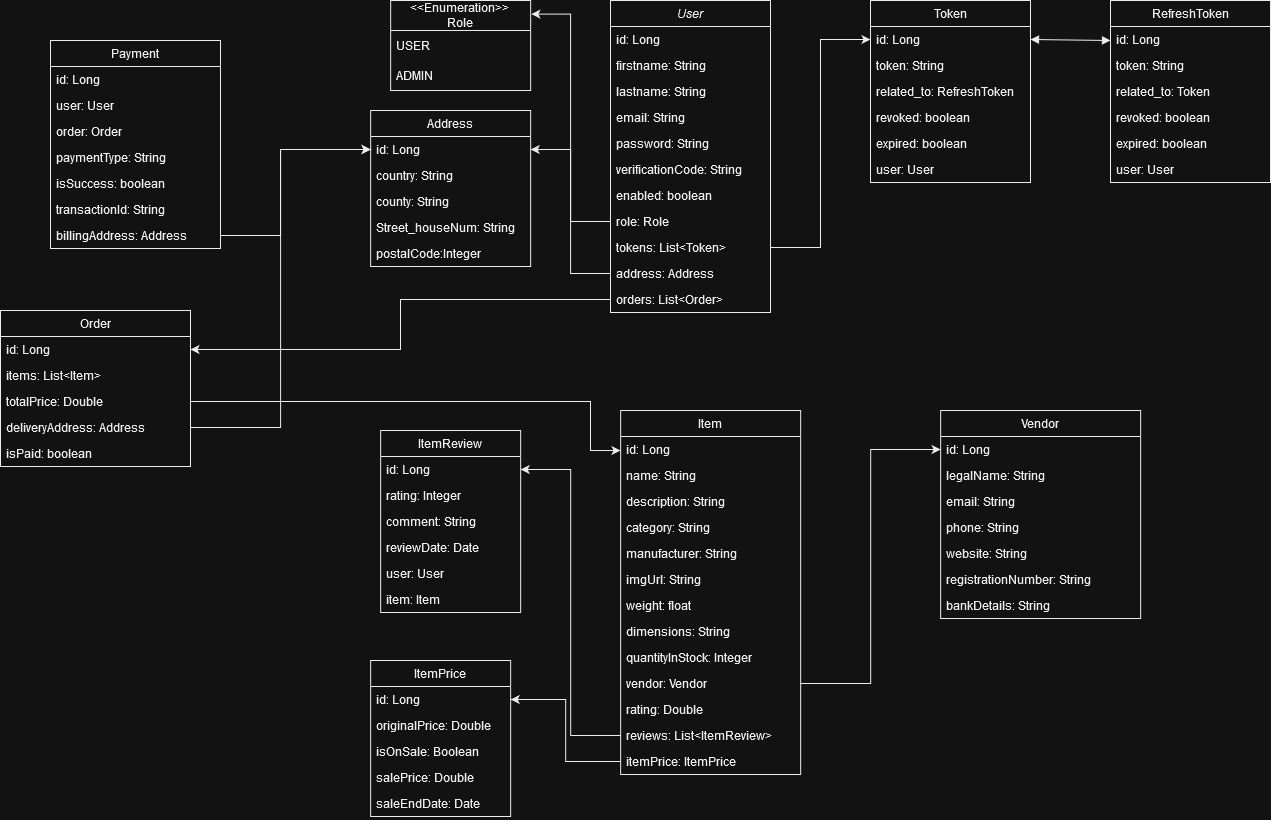 <<Enumeration>>
Role
USER
ADMIN
User
id: Long
firstname: String
lastname: String
email: String
password: String
verificationCode: String
enabled: boolean
role: Role
tokens: List<Token>
address: Address
orders: List<Order>
Token
id: Long
token: String
related_to: RefreshToken
revoked: boolean
expired: boolean
user: User
RefreshToken
id: Long
token: String
related_to: Token
revoked: boolean
expired: boolean
user: User
Payment
id: Long
user: User
order: Order
paymentType: String
isSuccess: boolean
transactionId: String
billingAddress: Address
Address
id: Long
country: String
county: String
Street_houseNum: String
postalCode:Integer
Order
id: Long
items: List<Item>
totalPrice: Double
deliveryAddress: Address
isPaid: boolean
ItemReview
id: Long
rating: Integer
comment: String
reviewDate: Date
user: User
item: Item
Item
id: Long
name: String
description: String
category: String
manufacturer: String
imgUrl: String
weight: float
dimensions: String
quantityInStock: Integer
vendor: Vendor
rating: Double
reviews: List<ItemReview>
itemPrice: ItemPrice
Vendor
id: Long
legalName: String
email: String
phone: String
website: String
registrationNumber: String
bankDetails: String
ItemPrice
id: Long
originalPrice: Double
isOnSale: Boolean
salePrice: Double
saleEndDate: Date